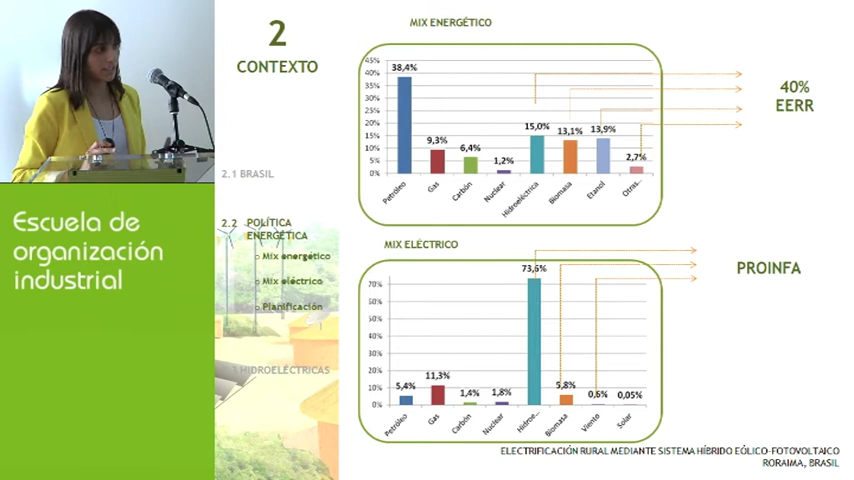 2
CONTEXTO
2.1 BRASIL
2.2 POLÍTICA
ENERGÉTICA
Mix energético
Mix eléctrico
Planificación
HIDROELÉCTRICAS
Escuela de
organización
industrial
MIX ENERGÉTICO
45%
40%
35%
30%
25%
20%
15%
10%
5%
0%
38,4%
9,3%
6,4%
1,2%
15,0%
13,1%
13,9%
2,7%
Petróleo
Gas
Carbón
Nuclear
Hidroeléctrica
Biomasa
Etanol
Otras...
40%
EERR
MIX ELÉCTRICO
70%
60%
50%
40%
30%
20%
10%
0%
5,4%
11,3%
1,4%
1,8%
73,6%
5,8%
0,6%
0,05%
Petróleo
Gas
Carbón
Nuclear
Hidroe...
Biomasa
Viento
Solar
PROINFA
ELECTRIFICACIÓN RURAL MEDIANTE SISTEMA HÍBRIDO EÓLICO-FOTOVOLTAICO
RORAIMA, BRASIL